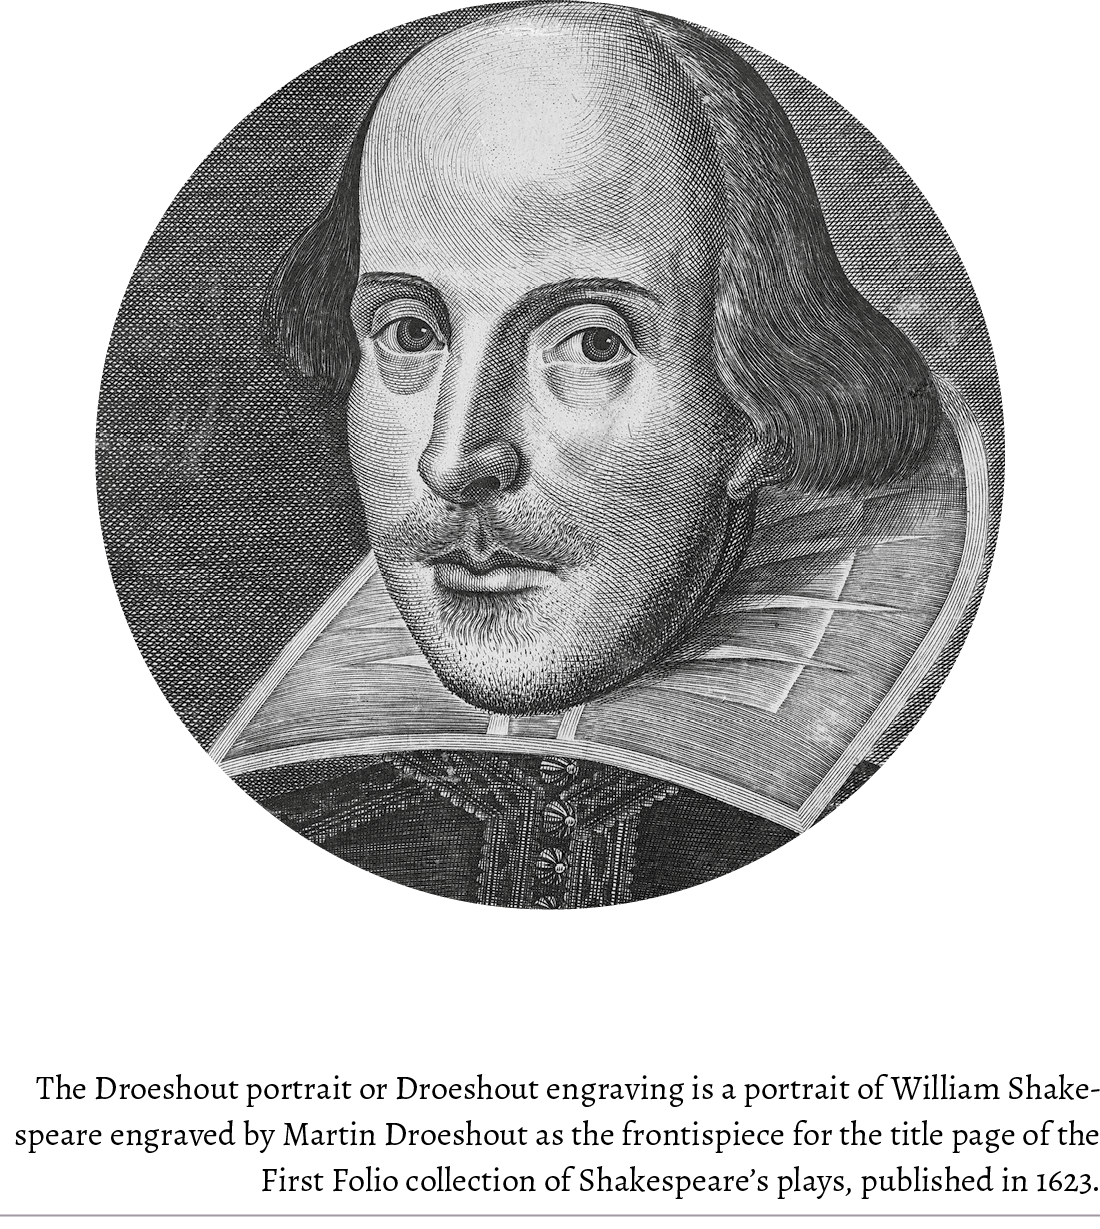 The Droeshout portrait or Droeshout engraving is a portrait of William Shake-
speare engraved by Martin Droeshout as the frontispiece for the title page of the
First Folio collection of Shakespeare’s plays, published in 1623.